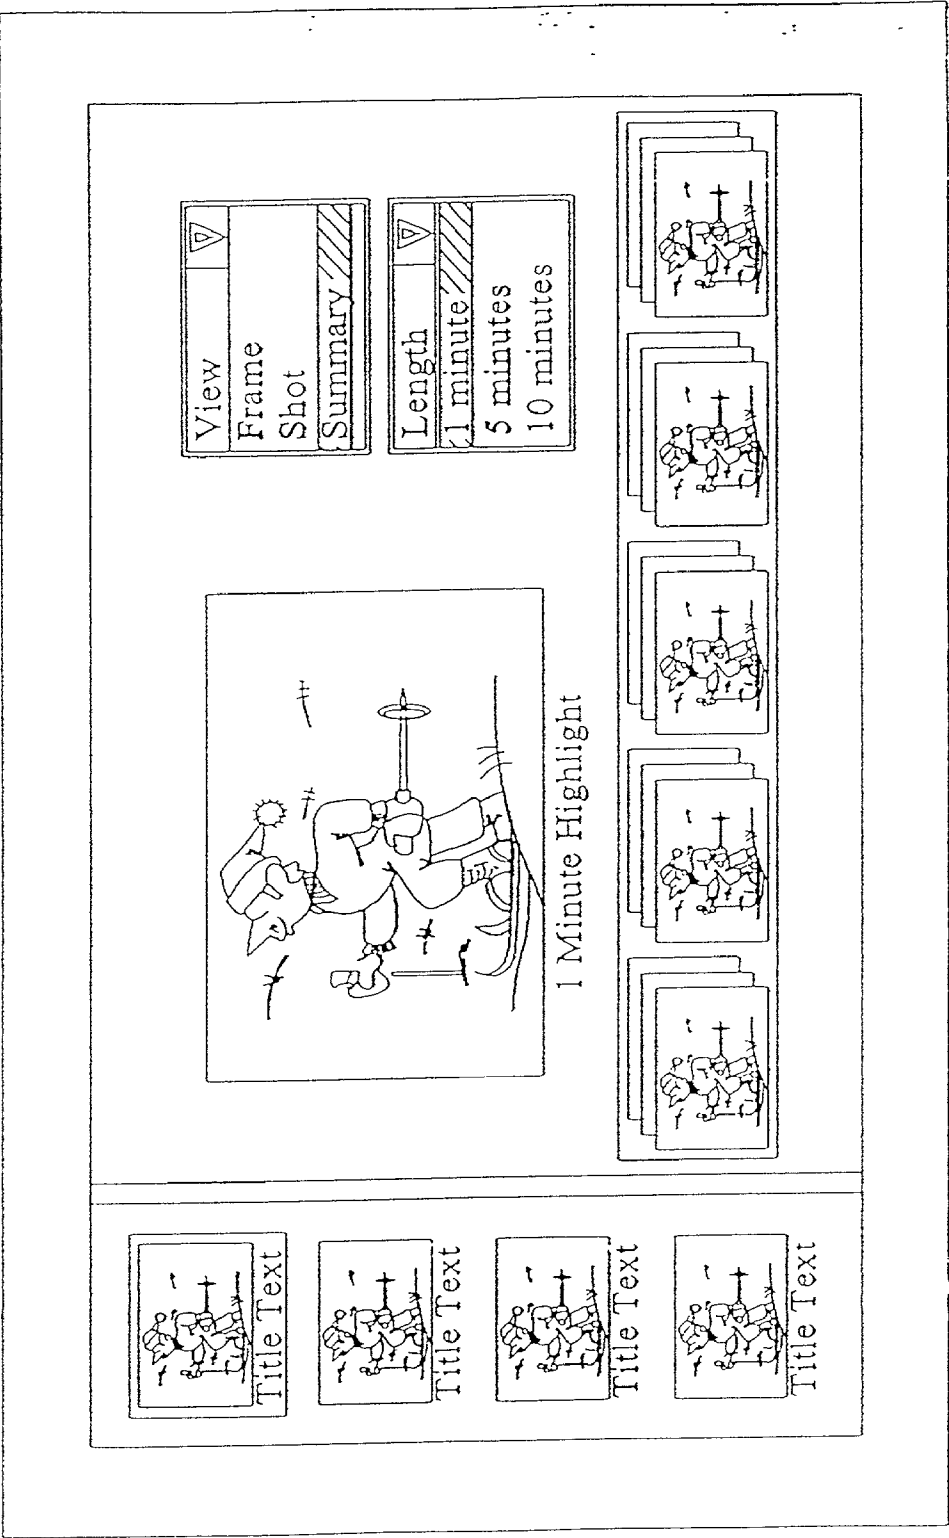 Title Text
Title Text
Title Text
Title Text
1 Minute Highlight
View
Frame
Shot
Summary
Length
1 minute
5 minutes
10 minutes